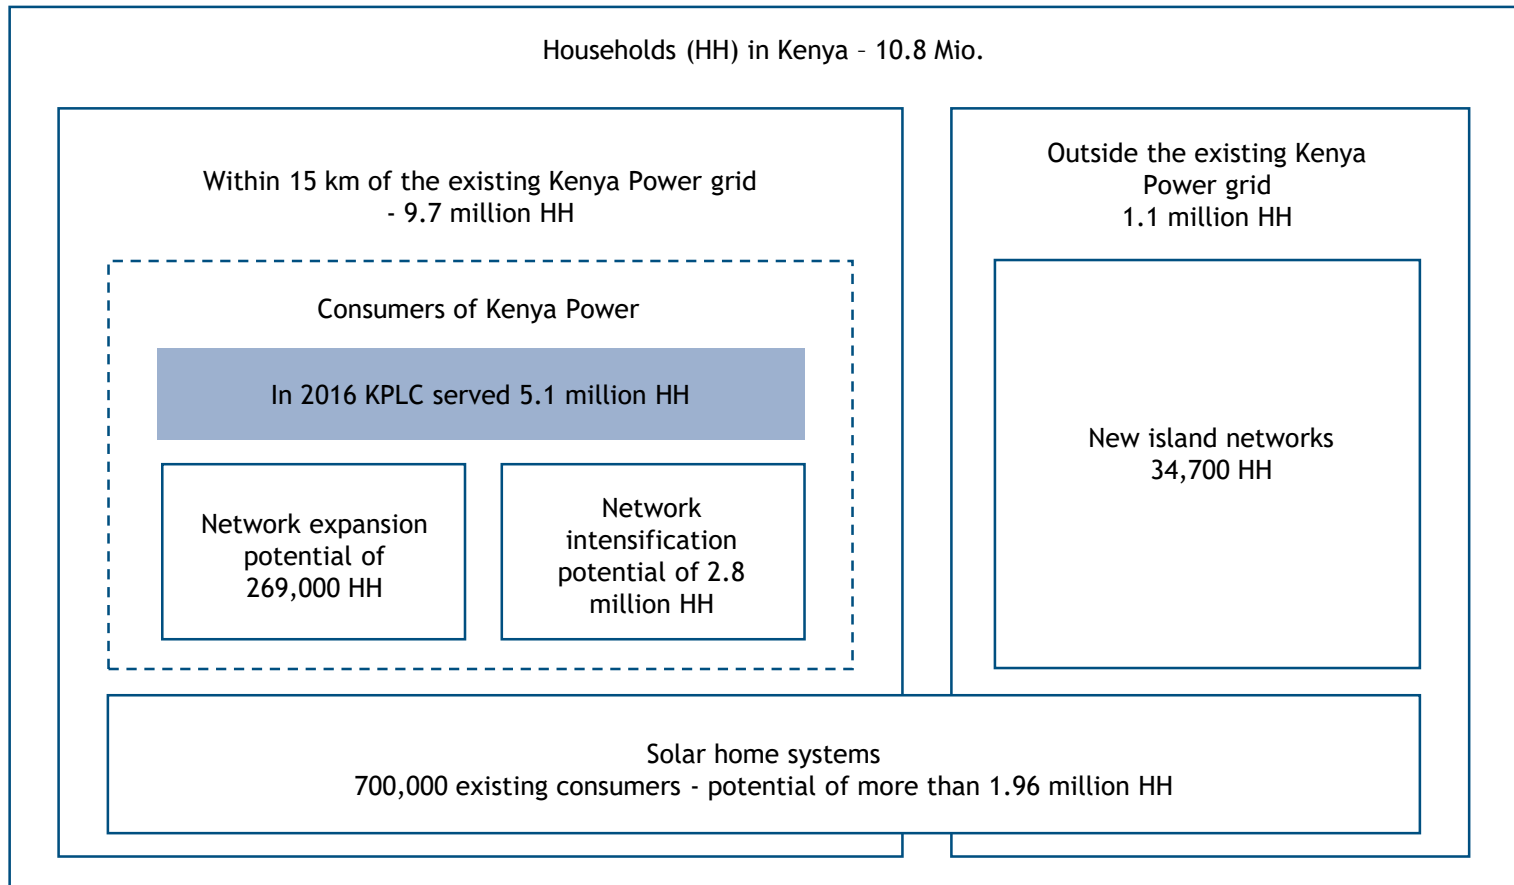 Households (HH) in Kenya – 10.8 Mio.
Within 15 km of the existing Kenya Power grid
- 9.7 million HH
Outside the existing Kenya
Power grid
1.1 million HH
Consumers of Kenya Power
In 2016 KPLC served 5.1 million HH
Network expansion
potential of
269,000 HH
Network
intensification
potential of 2.8
million HH
New island networks
34,700 HH
Solar home systems
700,000 existing consumers - potential of more than 1.96 million HH